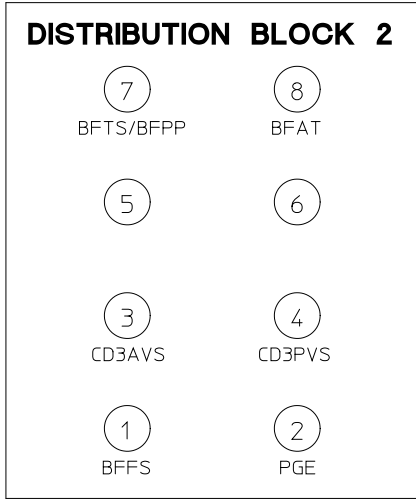 DISTRIBUTION BLOCK 2
7 8
BFTS/BFPP BFAT
5 6
3 4
CD3AVS CD3PVS
1 2
BFFS PGE